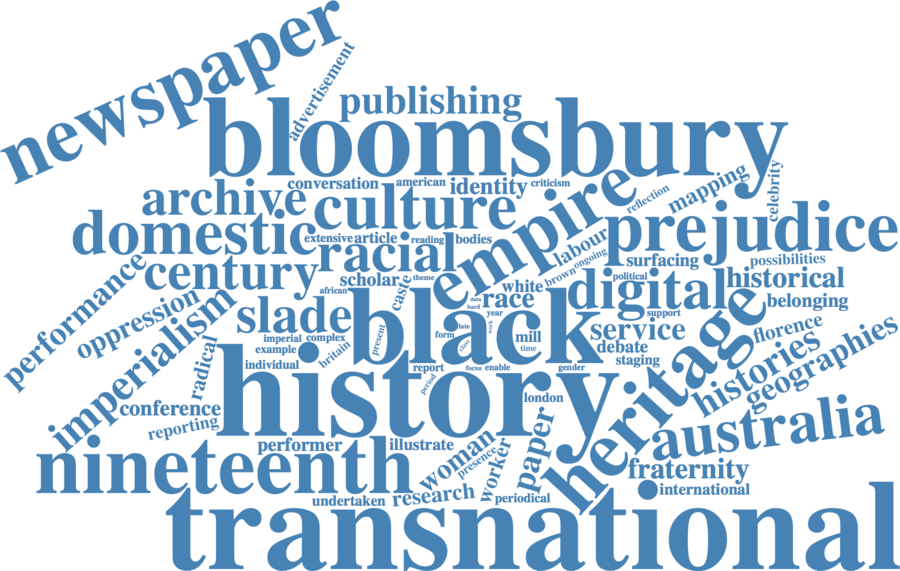 newspaper
advertisement
publishing
bloomsbury
conversation
american
identity
criticism
archive
culture
empire
reflection
mapping
celebrity
domestic
extensive
article
reading
bodies
racial
labour
prejudice
century
scholar
theme
african
caste
white
brown
ongoing
surfacing
possibilities
political
digital
historical
belonging
support
performance
oppression
imperialism
slade
imperial
complex
example
britain
present
black
data
hard
race
year
form
late
work
class
mill
time
service
debate
staging
heritage
florence
histories
geographies
radical
individual
report
focus
enable
gender
period
history
london
conference
reporting
performer
illustrate
woman
presence
worker
paper
australia
fraternity
international
nineteenth
undertaken
research
periodical
transnational